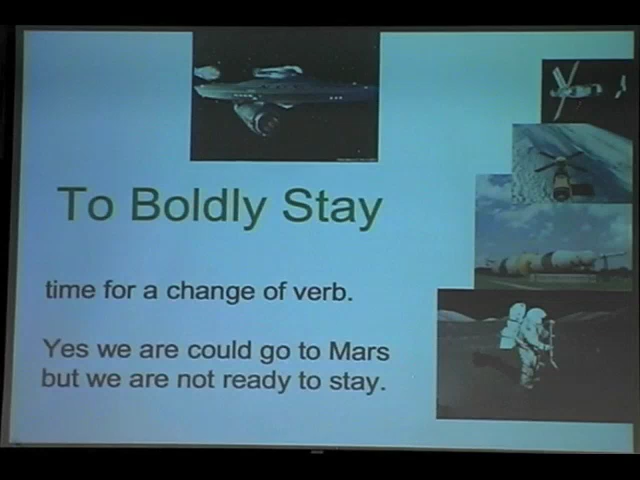 To Boldly Stay
time for a change of verb.
Yes we are could go to Mars
but we are not ready to stay.